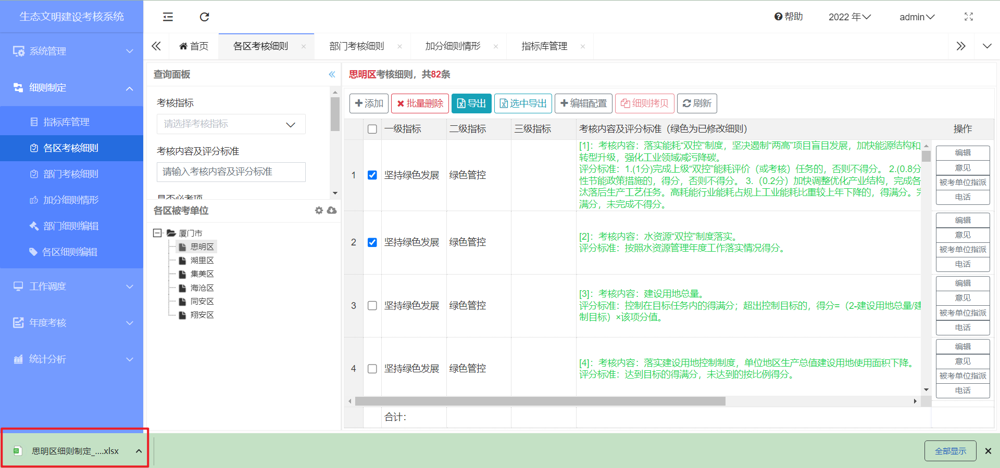 生态文明建设考核系统
帮助
2022 年
admin
首页
各区考核细则
部门考核细则
加分细则情形
指标库管理
系统管理
细则制定
指标库管理
各区考核细则
部门考核细则
加分细则情形
部门细则编辑
各区细则编辑
工作调度
年度考核
统计分析
查询面板
考核指标
请选择考核指标
考核内容及评分标准
请输入考核内容及评分标准
是否必考项
各区被考单位
厦门市
思明区
湖里区
集美区
海沧区
同安区
翔安区
思明区考核细则，共82条
添加
批量删除
导出
选中导出
编辑配置
细则拷贝
刷新
一级指标 二级指标 三级指标 考核内容及评分标准（绿色为已修改细则） 操作
1 坚持绿色发展 绿色管控
[1]：考核内容：落实能耗“双控”制度，坚决遏制“两高”项目盲目发展，加快能源结构和
转型升级，强化工业领域减污降碳。
评分标准：1.(1分)完成上级“双控”能耗评价（或考核）任务的，否则不得分。 2.(0.8分
性节能政策措施的，得分，否则不得分。 3.（0.2分）加快调整优化产业结构，完成各
汰落后生产工艺任务。高耗能行业能耗占规上工业能耗比重较上年下降的，得满分。完
满分，未完成不得分。
编辑
意见
被考单位指派
电话
2 坚持绿色发展 绿色管控
[2]：考核内容：水资源“双控”制度落实。
评分标准：按照水资源管理年度工作落实情况得分。
编辑
意见
被考单位指派
电话
3 坚持绿色发展 绿色管控
[3]：考核内容：建设用地总量。
评分标准：控制在目标任务内的得满分；超出控制目标的，得分=（2-建设用地总量/建
制目标）×该项分值。
编辑
意见
被考单位指派
电话
4 坚持绿色发展 绿色管控
[4]：考核内容：落实建设用地控制制度，单位地区生产总值建设用地使用面积下降。
评分标准：达到目标的得满分，未达到的按比例得分。
编辑
意见
被考单位指派
电话
合计：
思明区细则制定_....xlsx
全部显示